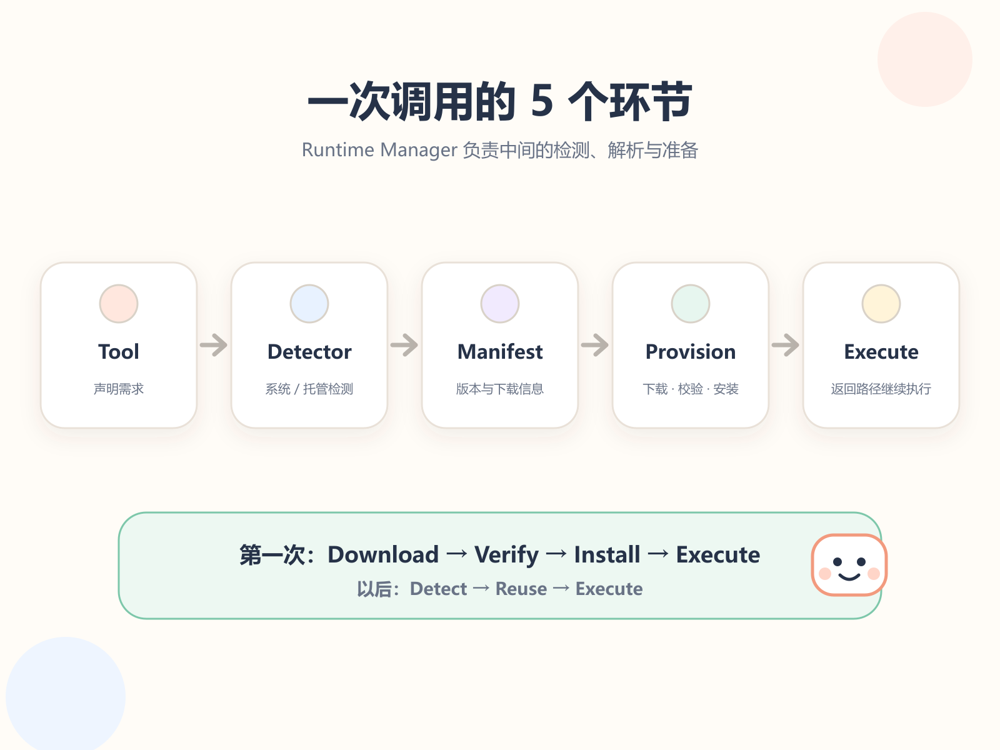 一次调用的 5 个环节
Runtime Manager 负责中间的检测、解析与准备
Tool
声明需求
Detector
系统 / 托管检测
Manifest
版本与下载信息
Provision
下载 · 校验 · 安装
Execute
返回路径继续执行
第一次：Download → Verify → Install → Execute
以后：Detect → Reuse → Execute